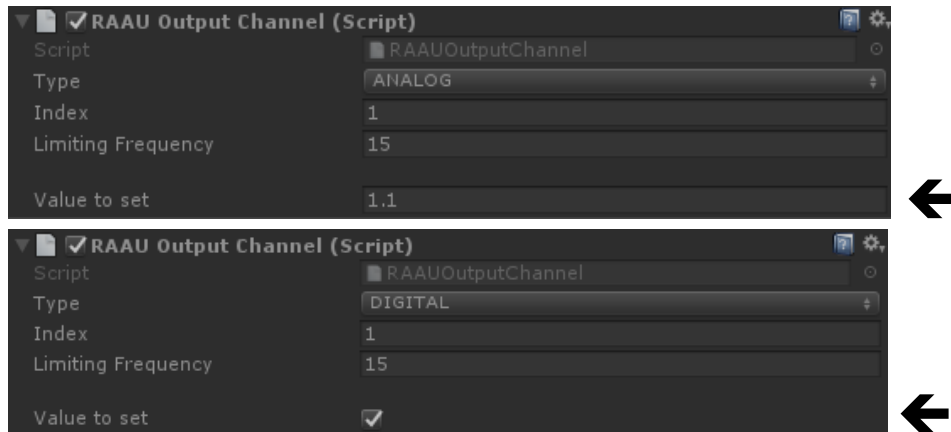 RAAU Output Channel (Script)
Script RAAUOutputChannel
Type ANALOG
Index 1
Limiting Frequency 15
Value to set 1.1
RAAU Output Channel (Script)
Script RAAUOutputChannel
Type DIGITAL
Index 1
Limiting Frequency 15
Value to set